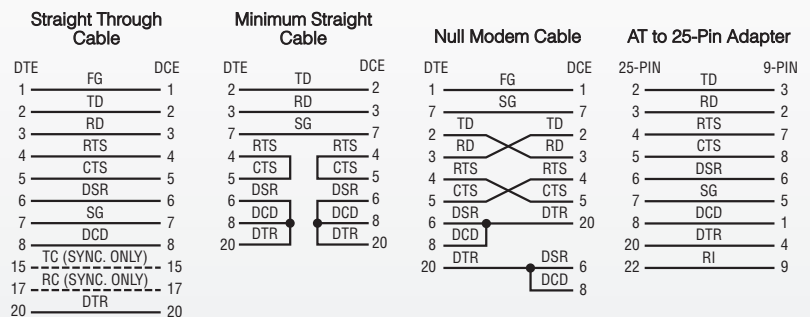 Straight Through
Cable
DTE DCE
1 FG 1
2 TD 2
3 RD 3
4 RTS 4
5 CTS 5
6 DSR 6
7 SG 7
8 DCD 8
15 TC (SYNC. ONLY) 15
17 RC (SYNC. ONLY) 17
20 DTR 20
Minimum Straight
Cable
DTE DCE
2 TD 2
3 RD 3
7 SG 7
4 RTS RTS 4
5 CTS CTS 5
6 DSR DSR 6
8 DCD DCD 8
20 DTR DTR 20
Null Modem Cable
DTE DCE
1 FG 1
7 SG 7
2 TD TD 2
3 RD RD 3
4 RTS RTS 4
5 CTS CTS 5
6 DSR DTR 20
8 DCD
20 DTR DSR 6
DCD 8
AT to 25-Pin Adapter
25-PIN 9-PIN
2 TD 3
3 RD 2
4 RTS 7
5 CTS 8
6 DSR 6
7 SG 5
8 DCD 1
20 DTR 4
22 RI 9